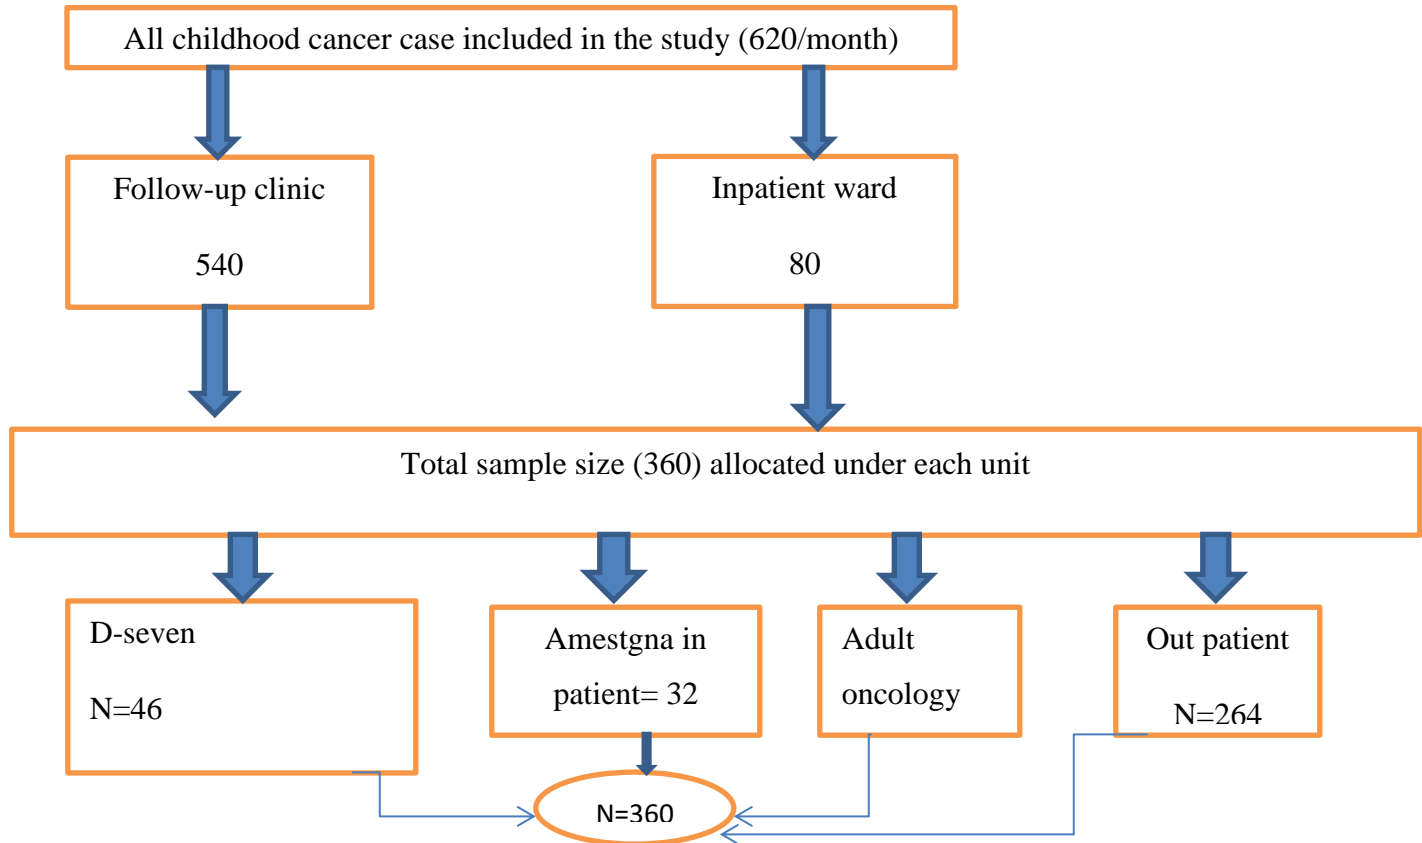 All childhood cancer case included in the study (620/month)
Follow-up clinic
540
Inpatient ward
80
Total sample size (360) allocated under each unit
D-seven
N=46
Amestgna in
patient= 32
Adult
oncology
Out patient
N=264
N=360